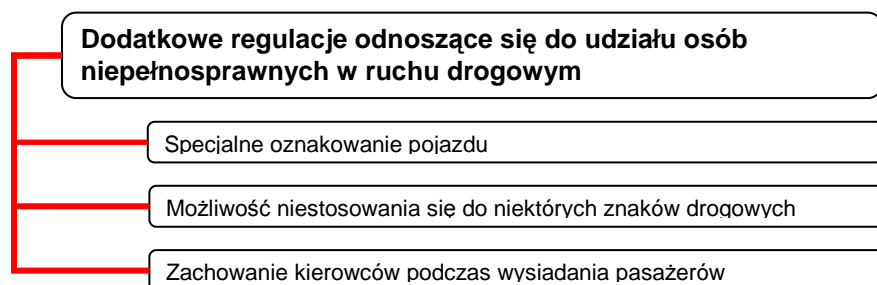 Dodatkowe regulacje odnoszące się do udziału osób
niepełnosprawnych w ruchu drogowym
Specjalne oznakowanie pojazdu
Możliwość niestosowania się do niektórych znaków drogowych
Zachowanie kierowców podczas wysiadania pasażerów